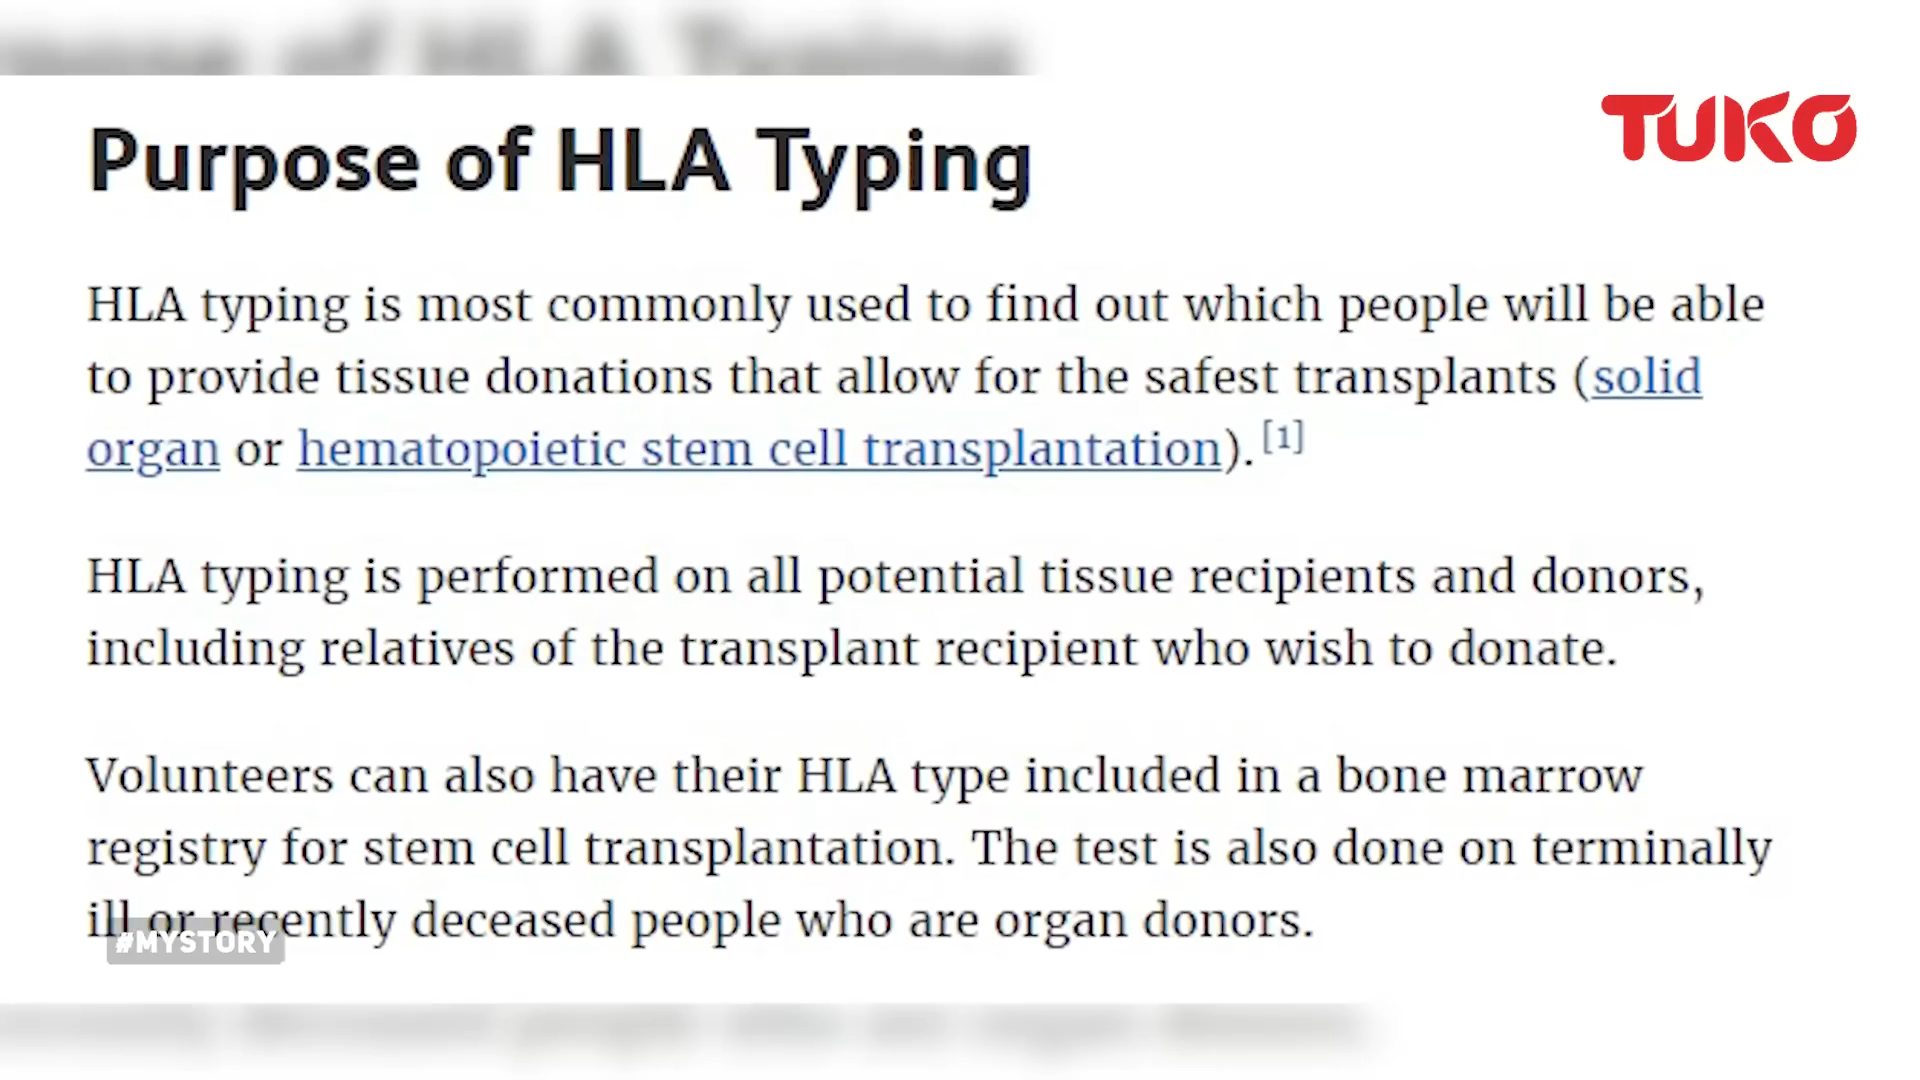 Purpose of HLA Typing
TUKO
HLA typing is most commonly used to find out which people will be able
to provide tissue donations that allow for the safest transplants (solid
organ or hematopoietic stem cell transplantation).[1]
HLA typing is performed on all potential tissue recipients and donors,
including relatives of the transplant recipient who wish to donate.
Volunteers can also have their HLA type included in a bone marrow
registry for stem cell transplantation. The test is also done on terminally
ill or recently deceased people who are organ donors.
#MYSTORY